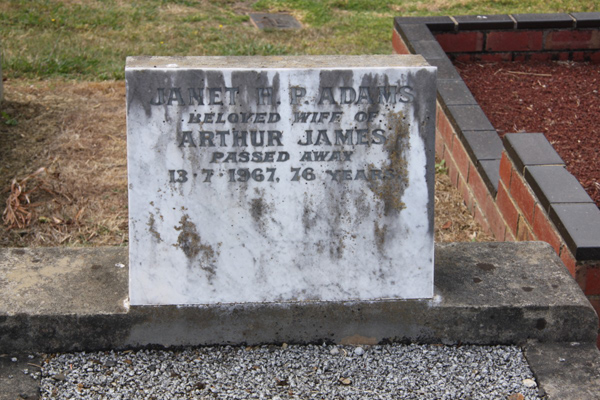 JANET H. P. ADAMS
BELOVED WIFE OF
ARTHUR JAMES
PASSED AWAY
13·7·1967, 76 YEARS.